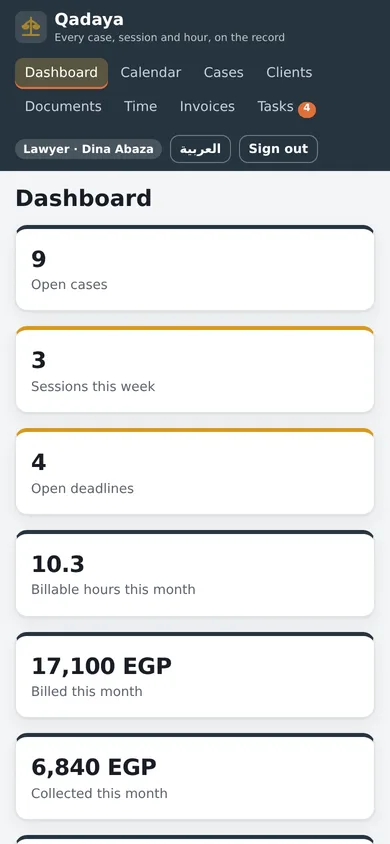 Qadaya
Every case, session and hour, on the record
Dashboard Calendar Cases Clients
Documents Time Invoices Tasks 4
Lawyer · Dina Abaza العربية Sign out
Dashboard
9
Open cases
3
Sessions this week
4
Open deadlines
10.3
Billable hours this month
17,100 EGP
Billed this month
6,840 EGP
Collected this month